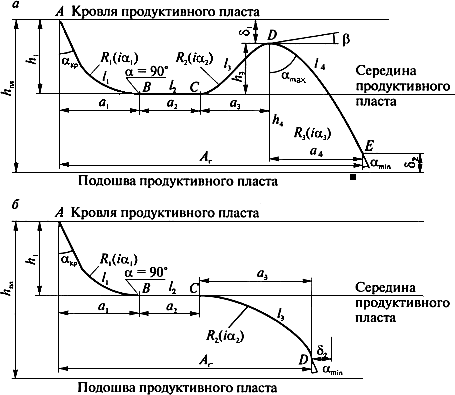 а
A Кровля продуктивного пласта
h₁
αкр
R₁(iα₁)
l₁
α = 90°
B
l₂
C
R₂(iα₂)
l₃
δ₁
D
β
h₃
αmax
l₄
Середина
продуктивного
пласта
hпл
a₁
a₂
a₃
h₄
R₃(iα₃)
a₄
E
Aг
αmin
δ₂
Подошва продуктивного пласта
б
A Кровля продуктивного пласта
h₁
αкр
R₁(iα₁)
l₁
α = 90°
B
l₂
C
a₃
Середина
продуктивного
пласта
hпл
a₁
a₂
R₂(iα₂)
l₃
D
δ₂
Aг
αmin
Подошва продуктивного пласта